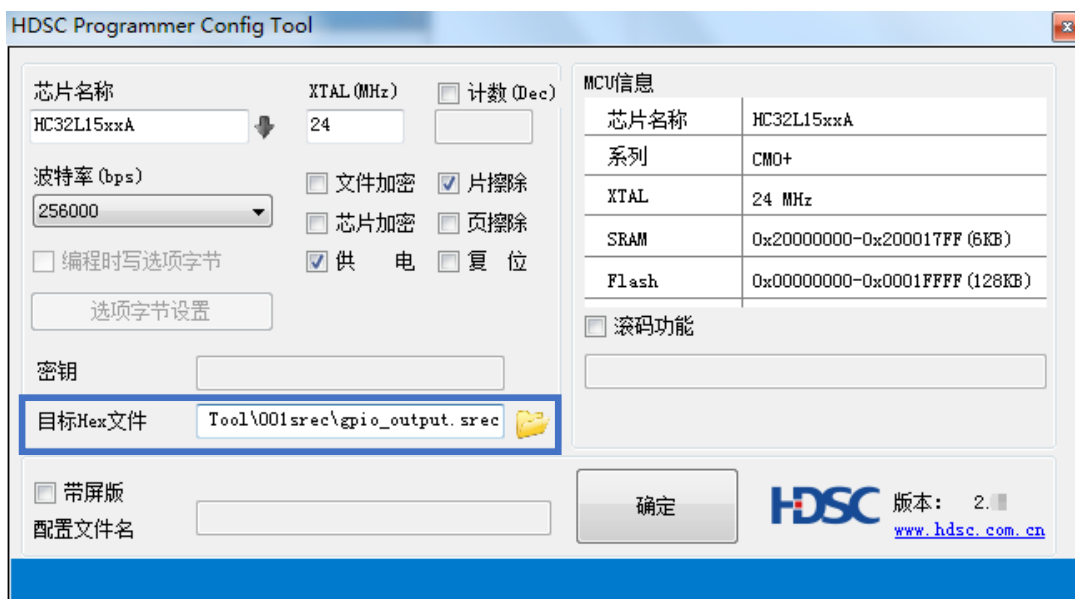 HDSC Programmer Config Tool
芯片名称
XTAL(MHz)
计数(Dec)
HC32L15xxA
24
波特率(bps)
256000
文件加密
片擦除
芯片加密
页擦除
编程时写选项字节
供 电
复 位
选项字节设置
密钥
目标Hex文件
Tool\001srec\gpio_output.srec
MCU信息
芯片名称 HC32L15xxA
系列 CM0+
XTAL 24 MHz
SRAM 0x20000000-0x200017FF(6KB)
Flash 0x00000000-0x0001FFFF(128KB)
滚码功能
带屏版
配置文件名
确定
HDSC
版本: 2.
www.hdsc.com.cn